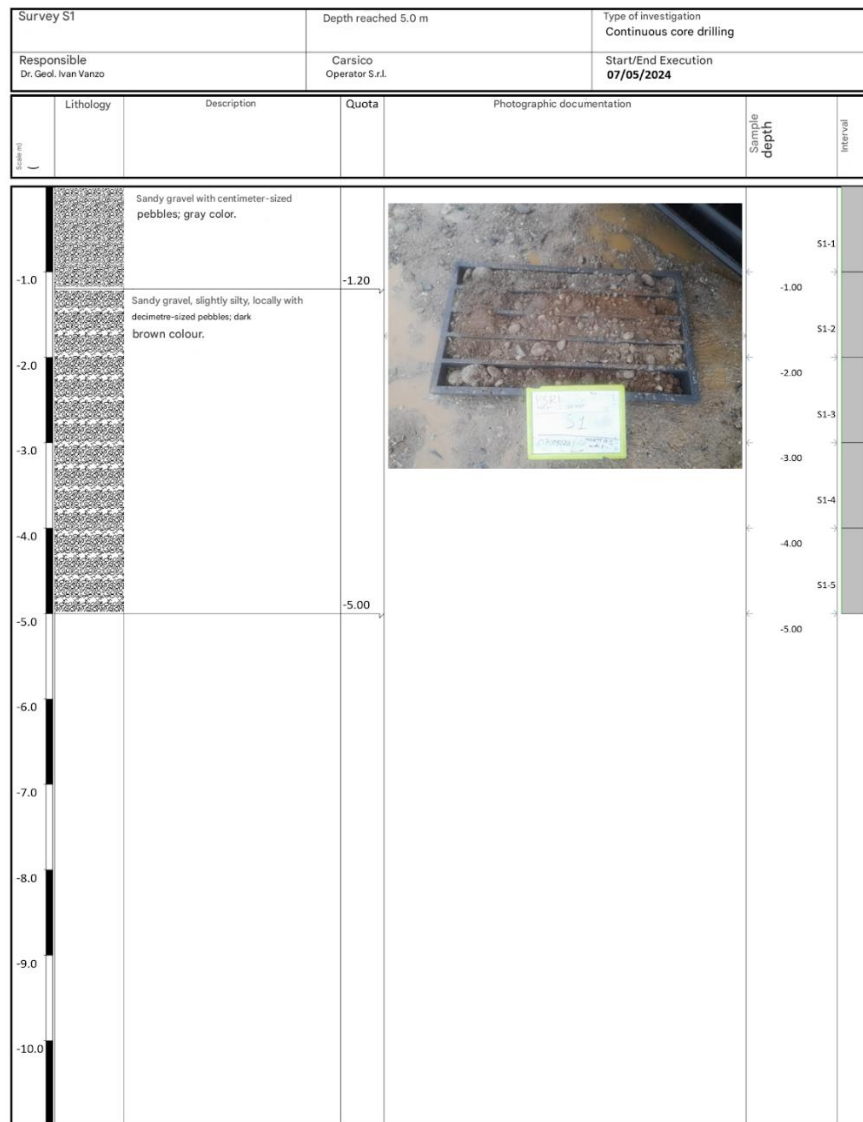 Survey S1
Depth reached 5.0 m
Type of investigation
Continuous core drilling
Responsible
Dr. Geol. Ivan Vanzo
Carsico
Operator S.r.l.
Start/End Execution
07/05/2024
Scale m)
(
Lithology
Description
Quota
Photographic documentation
Sample
depth
Interval
Sandy gravel with centimeter-sized
pebbles; gray color.
S1-1
-1.0
-1.20
-1.00
Sandy gravel, slightly silty, locally with
decimetre-sized pebbles; dark
brown colour.
S1-2
-2.0
-2.00
S1
S1-3
-3.0
-3.00
S1-4
-4.0
-4.00
S1-5
-5.00
-5.0
-5.00
-6.0
-7.0
-8.0
-9.0
-10.0